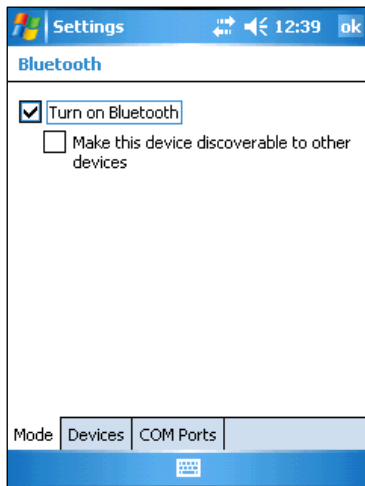 Settings 12:39 ok
Bluetooth
Turn on Bluetooth
Make this device discoverable to other
devices
Mode Devices COM Ports